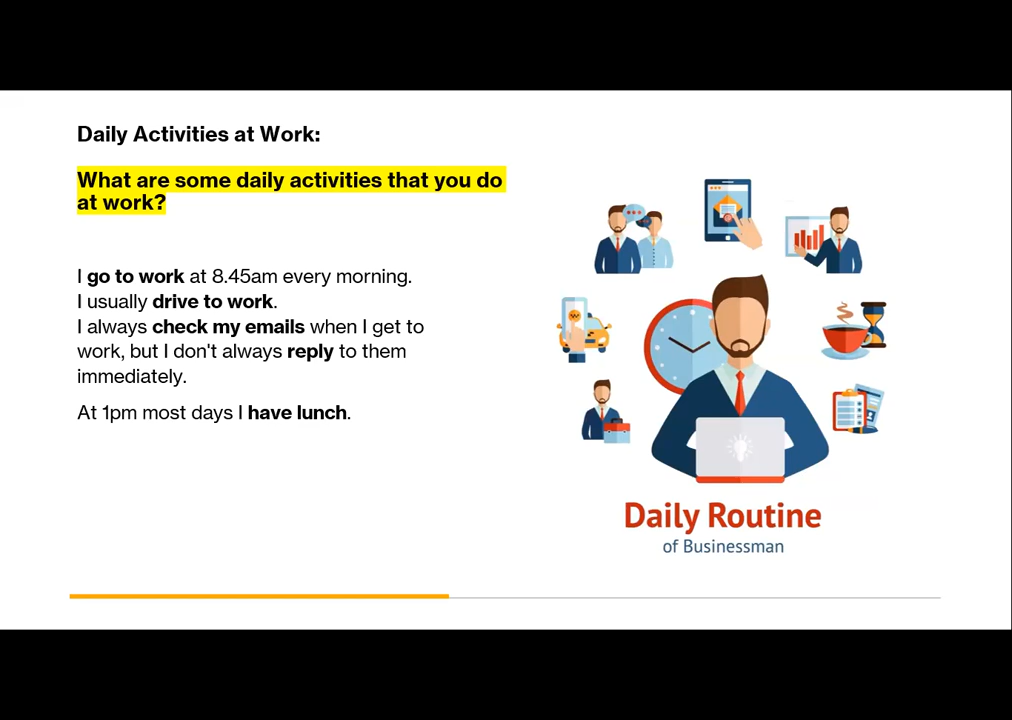 Daily Activities at Work:
What are some daily activities that you do
at work?
I go to work at 8.45am every morning.
I usually drive to work.
I always check my emails when I get to
work, but I don't always reply to them
immediately.
At 1pm most days I have lunch.
Daily Routine
of Businessman